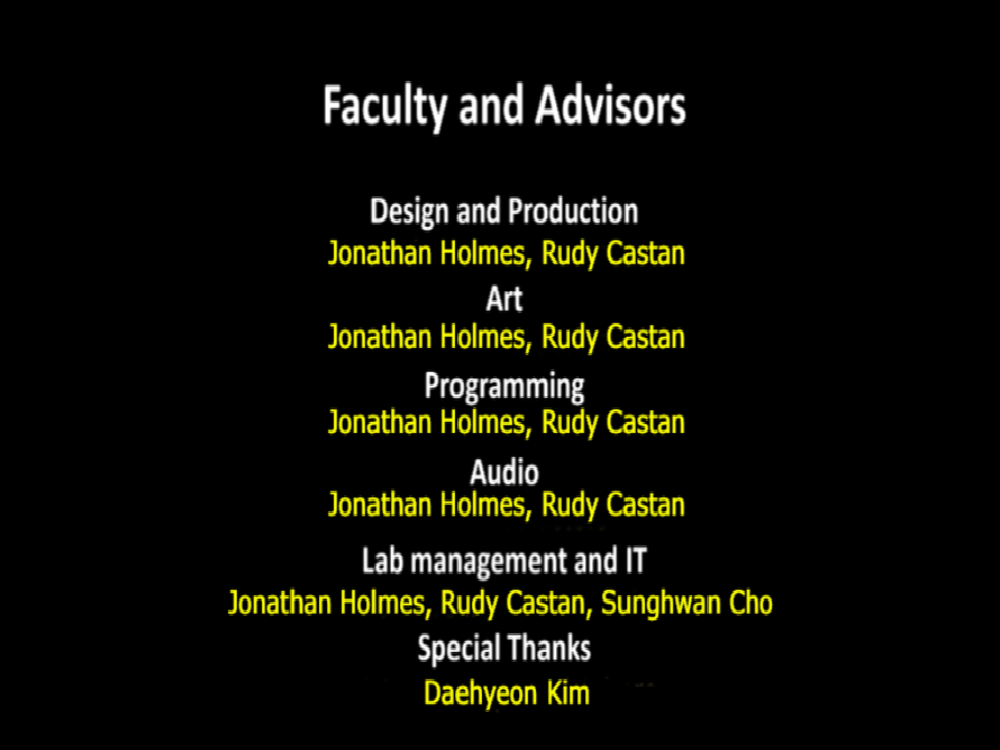 Faculty and Advisors
Design and Production
Jonathan Holmes, Rudy Castan
Art
Jonathan Holmes, Rudy Castan
Programming
Jonathan Holmes, Rudy Castan
Audio
Jonathan Holmes, Rudy Castan
Lab management and IT
Jonathan Holmes, Rudy Castan, Sunghwan Cho
Special Thanks
Daehyeon Kim